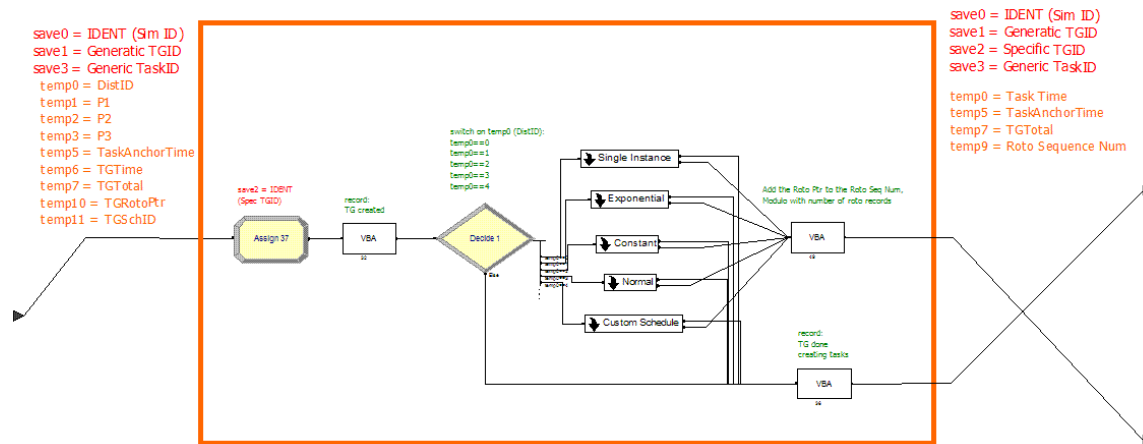 save0 = IDENT (Sim ID)
save1 = Generatic TGID
save3 = Generic TaskID
temp0 = DistID
temp1 = P1
temp2 = P2
temp3 = P3
temp5 = TaskAnchorTime
temp6 = TGTime
temp7 = TGTotal
temp10 = TGRotoPtr
temp11 = TGSchID
save2 = IDENT
(Spec TGID)
Assign 37
record:
TG created
VBA
switch on temp0 (DistID):
temp0==0
temp0==1
temp0==2
temp0==3
temp0==4
Decide 1
Else
Single Instance
Exponential
Constant
Normal
Custom Schedule
Add the Roto Ptr to the Roto Seq Num,
Modulo with number of roto records
VBA
record:
TG done
creating tasks
VBA
save0 = IDENT (Sim ID)
save1 = Generatic TGID
save2 = Specific TGID
save3 = Generic TaskID
temp0 = Task Time
temp5 = TaskAnchorTime
temp7 = TGTotal
temp9 = Roto Sequence Num